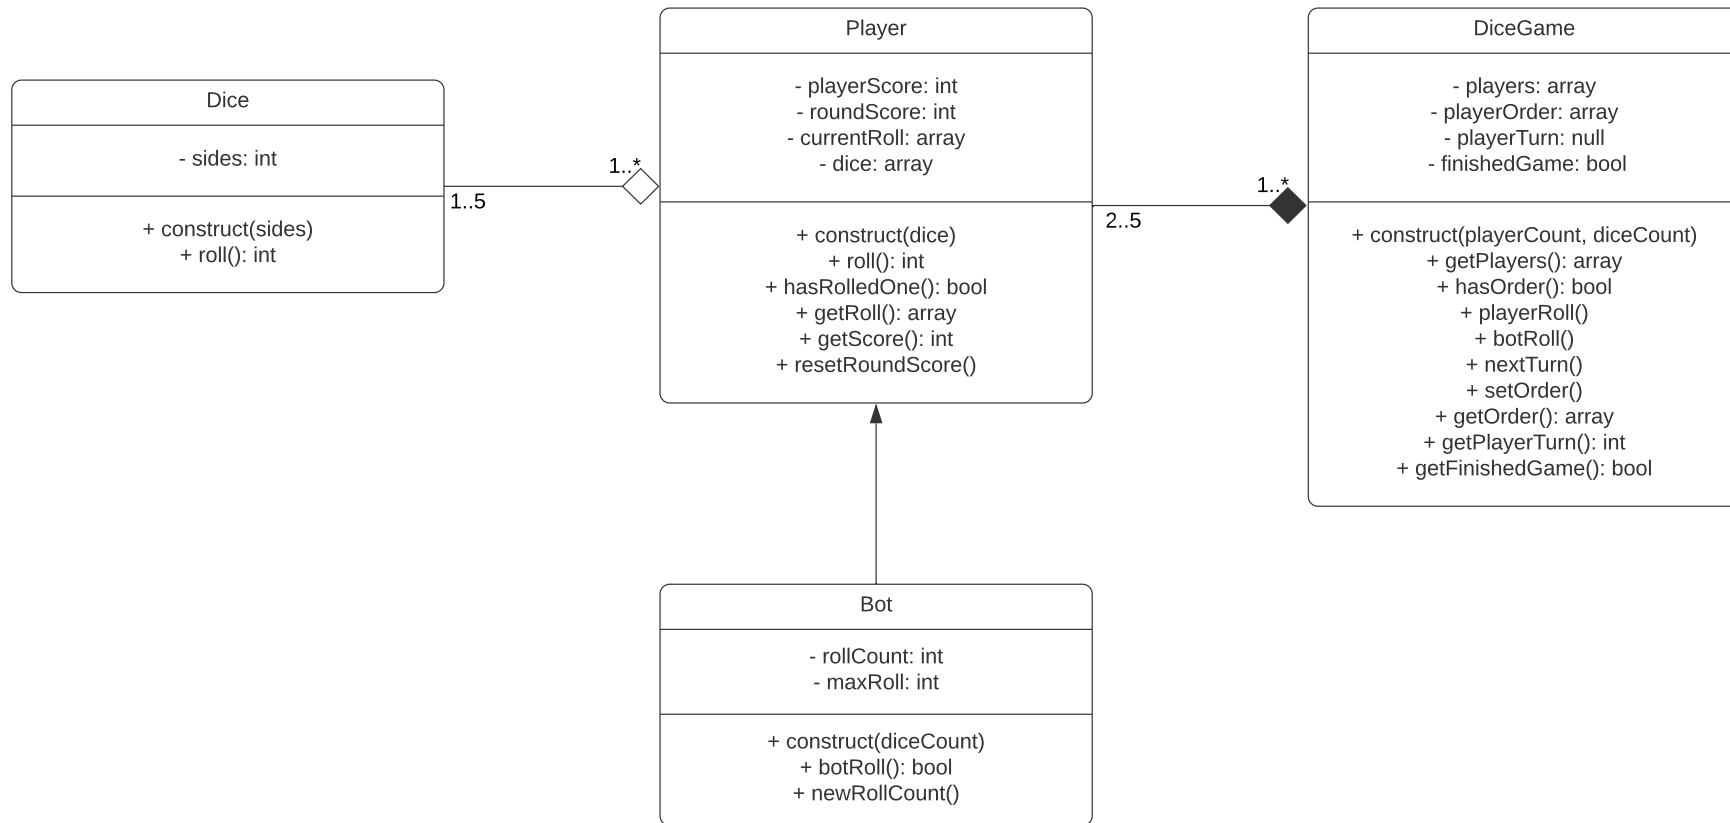 Dice
- sides: int
+ construct(sides)
+ roll(): int
1..5
1..*
Player
- playerScore: int
- roundScore: int
- currentRoll: array
- dice: array
+ construct(dice)
+ roll(): int
+ hasRolledOne(): bool
+ getRoll(): array
+ getScore(): int
+ resetRoundScore()
2..5
1..*
DiceGame
- players: array
- playerOrder: array
- playerTurn: null
- finishedGame: bool
+ construct(playerCount, diceCount)
+ getPlayers(): array
+ hasOrder(): bool
+ playerRoll()
+ botRoll()
+ nextTurn()
+ setOrder()
+ getOrder(): array
+ getPlayerTurn(): int
+ getFinishedGame(): bool
Bot
- rollCount: int
- maxRoll: int
+ construct(diceCount)
+ botRoll(): bool
+ newRollCount()